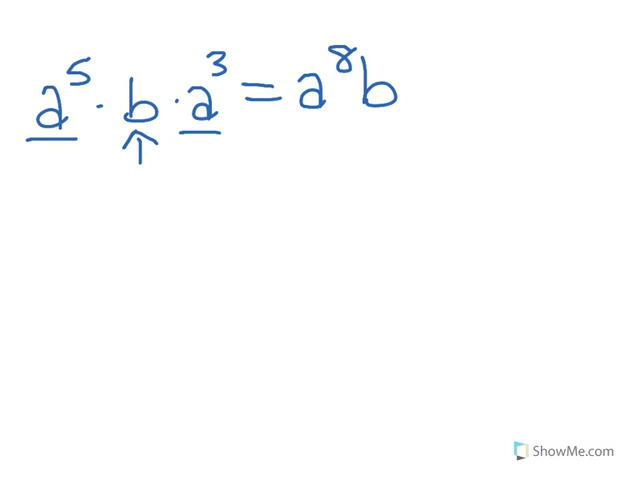 a⁵ · b · a³ = a⁸b
ShowMe.com